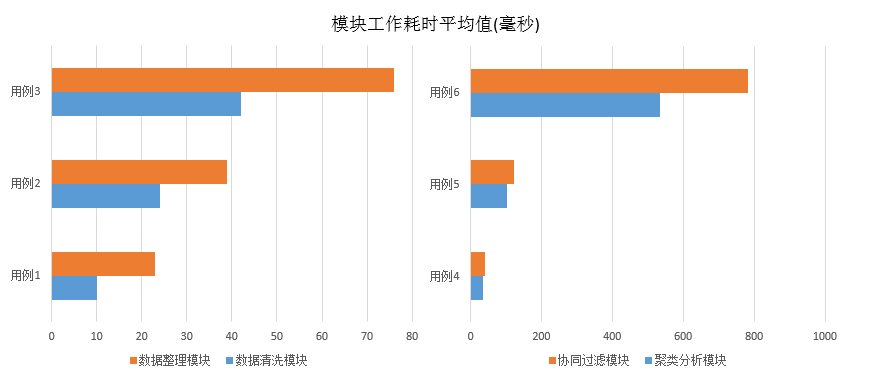 模块工作耗时平均值(毫秒)
用例3
用例2
用例1
0 10 20 30 40 50 60 70 80
数据整理模块 数据清洗模块
用例6
用例5
用例4
0 200 400 600 800 1000
协同过滤模块 聚类分析模块